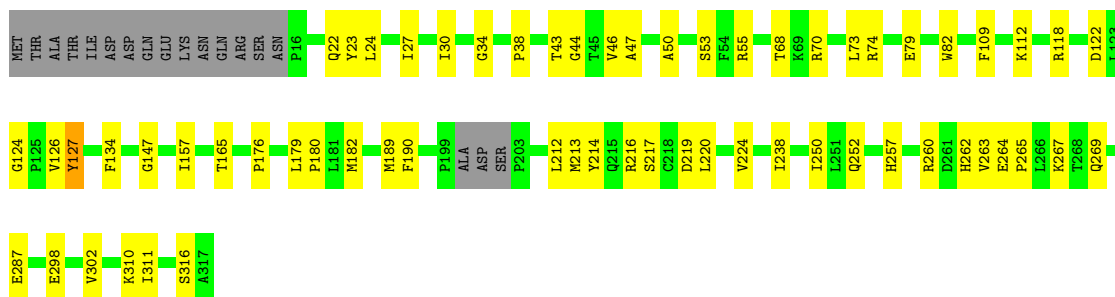 MET THR ALA THR ILE ASP ASP GLN GLU LYS ASN GLN ARG SER ASN P16 Q22 Y23 L24 I27 I30 G34 P38 T43 G44 T45 V46 A47 A50 S53 F54 R55 T68 K69 R70 L73 R74 E79 W82 F109 K112 R118 D122 L123
G124 P125 V126 Y127 F134 G147 I157 T165 P176 L179 P180 L181 M182 M189 F190 P199 ALA ASP SER P203 L212 M213 Y214 Q215 R216 S217 C218 D219 L220 V224 I238 I250 L251 Q252 H257 R260 D261 H262 V263 E264 P265 L266 K267 T268 Q269
E287 E298 V302 K310 I311 S316 A317